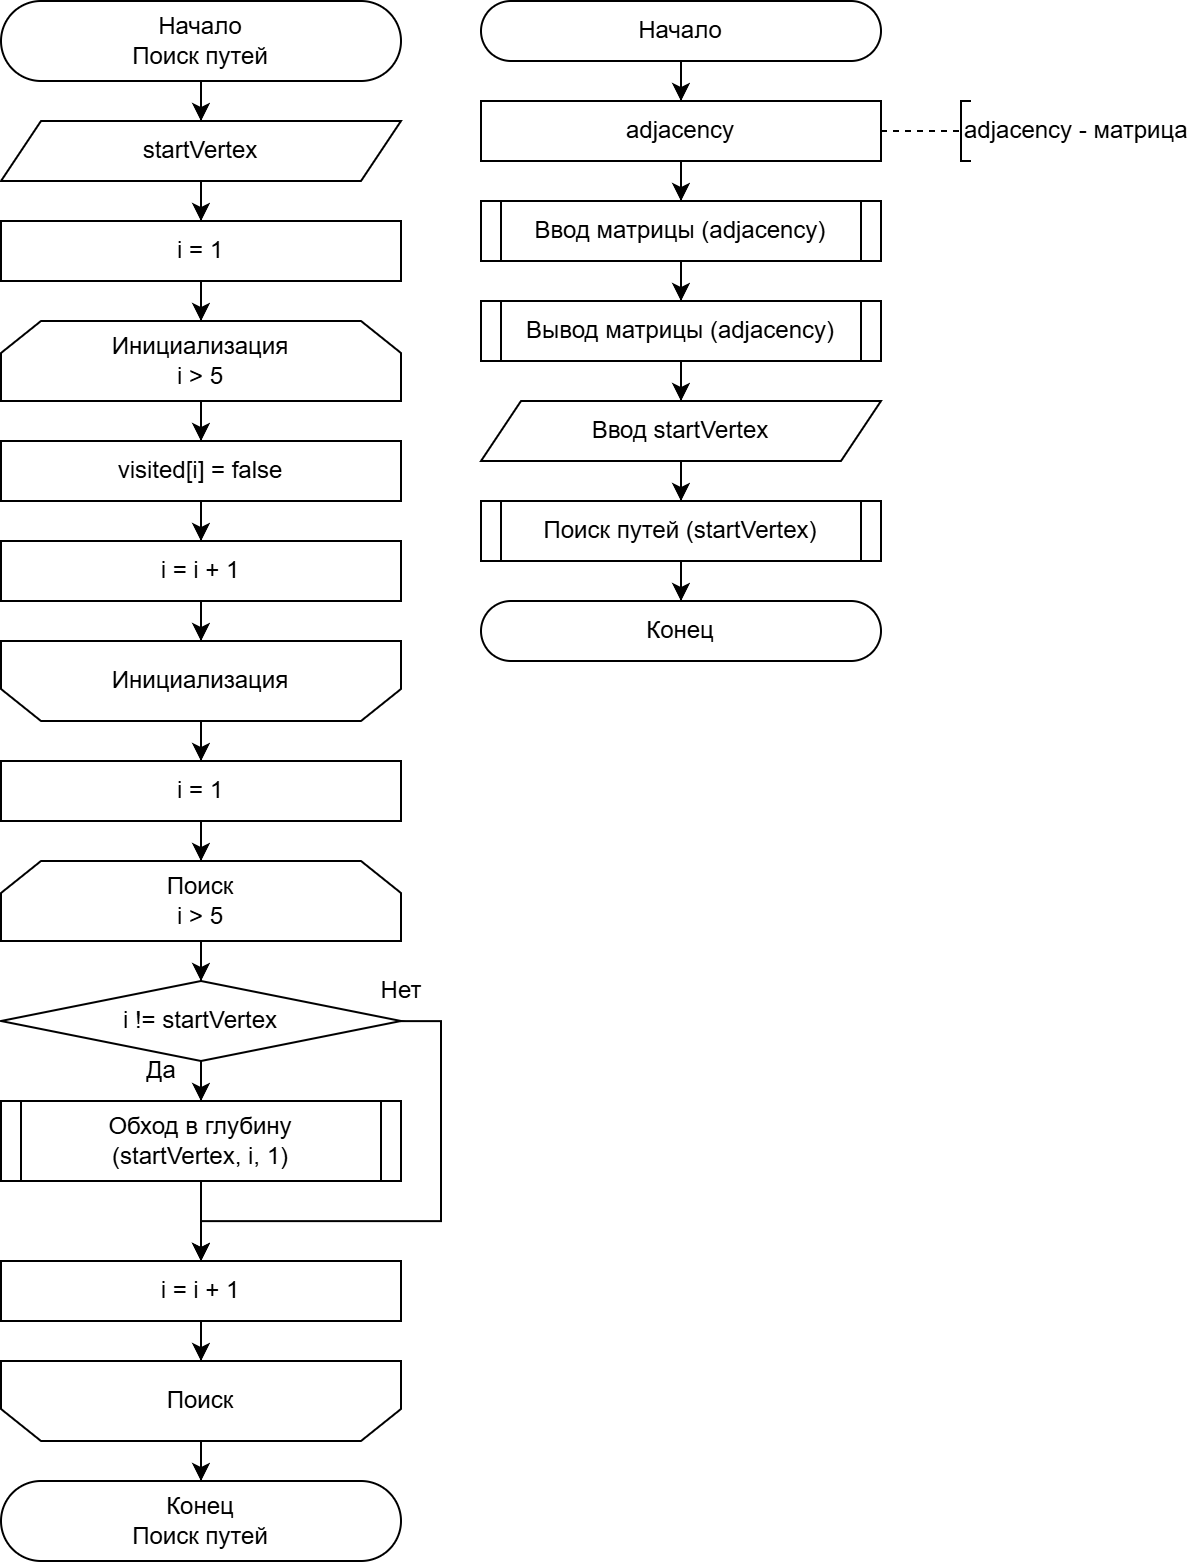 Начало
Поиск путей
startVertex
i = 1
Инициализация
i > 5
visited[i] = false
i = i + 1
Инициализация
i = 1
Поиск
i > 5
i != startVertex
Нет
Да
Обход в глубину
(startVertex, i, 1)
i = i + 1
Поиск
Конец
Поиск путей
Начало
adjacency
adjacency - матрица
Ввод матрицы (adjacency)
Вывод матрицы (adjacency)
Ввод startVertex
Поиск путей (startVertex)
Конец